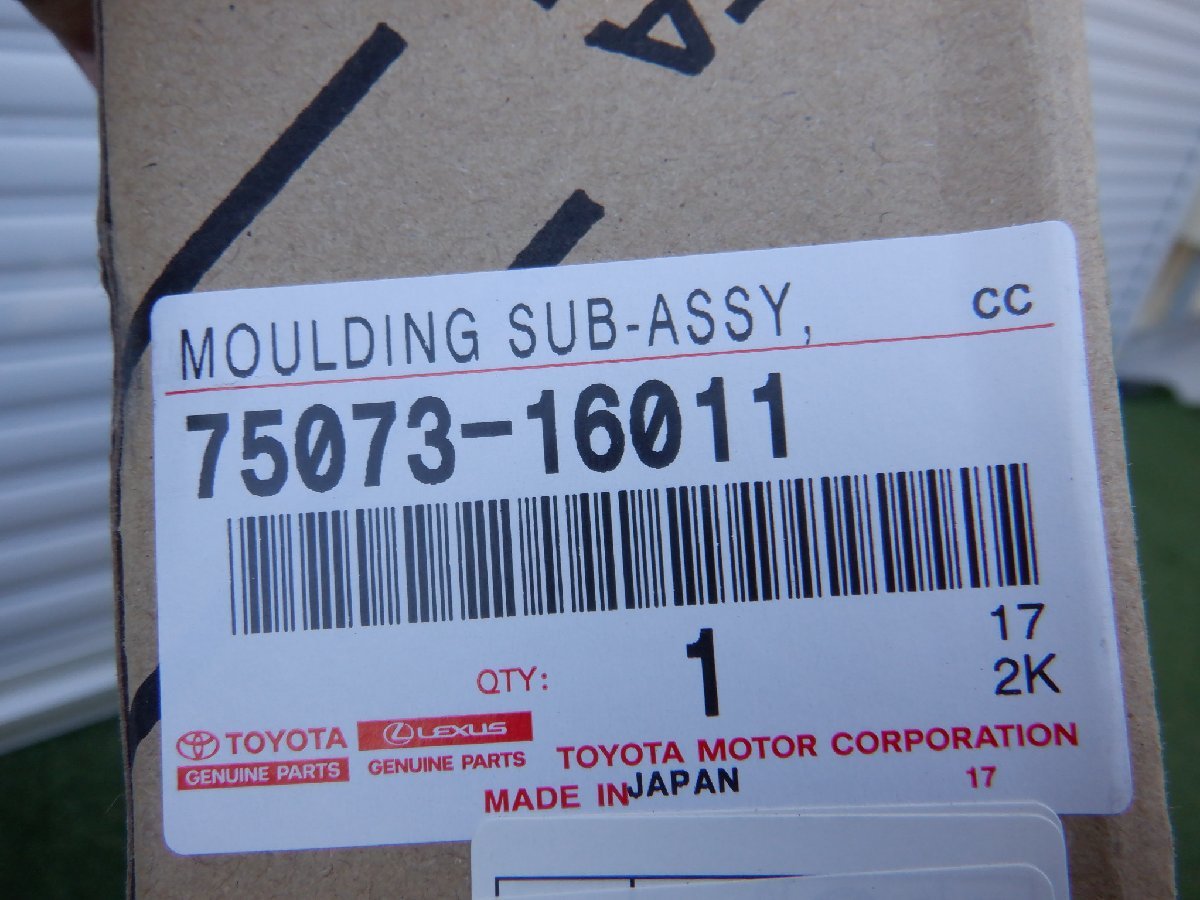 A
MOULDING SUB-ASSY, CC
75073-16011
17
QTY: 1 2K
TOYOTA LEXUS
GENUINE PARTS GENUINE PARTS
TOYOTA MOTOR CORPORATION
MADE IN JAPAN 17